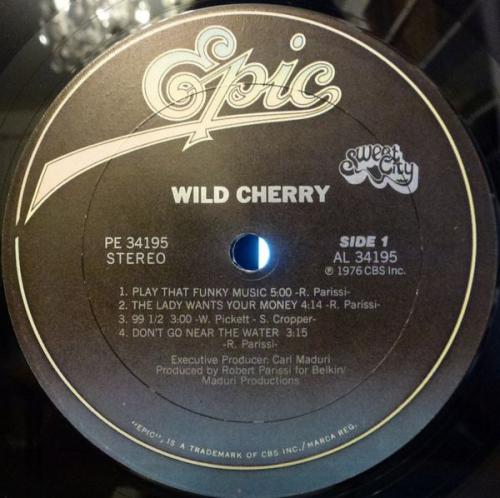 Epic
Sweet City
WILD CHERRY
PE 34195
STEREO
SIDE 1
AL 34195
℗ 1976 CBS Inc.
1. PLAY THAT FUNKY MUSIC 5:00 -R. Parissi-
2. THE LADY WANTS YOUR MONEY 4:14 -R. Parissi-
3. 99 1/2 3:00 -W. Pickett - S. Cropper-
4. DON'T GO NEAR THE WATER 3:15
-R. Parissi-
Executive Producer: Carl Maduri
Produced by Robert Parissi for Belkin/
Maduri Productions
"EPIC", IS A TRADEMARK OF CBS INC./MARCA REG.